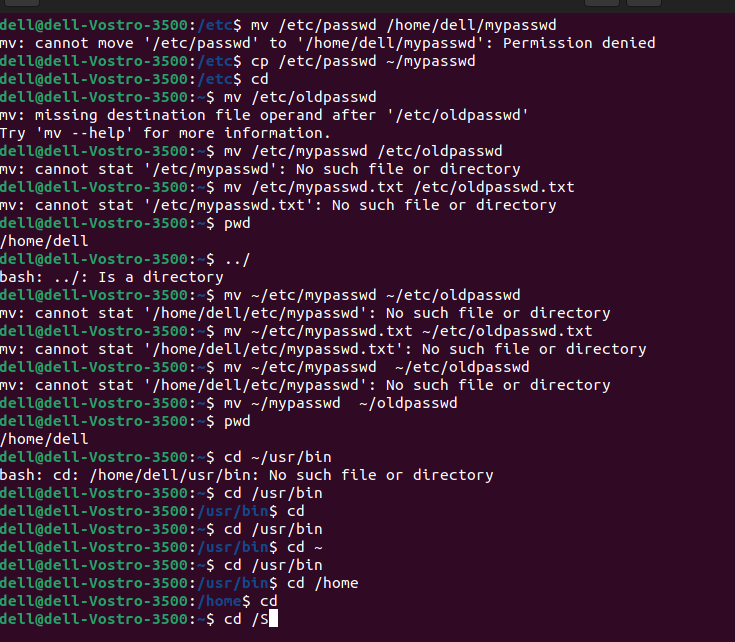 dell@dell-Vostro-3500:/etc$ mv /etc/passwd /home/dell/mypasswd
mv: cannot move '/etc/passwd' to '/home/dell/mypasswd': Permission denied
dell@dell-Vostro-3500:/etc$ cp /etc/passwd ~/mypasswd
dell@dell-Vostro-3500:/etc$ cd
dell@dell-Vostro-3500:~$ mv /etc/oldpasswd
mv: missing destination file operand after '/etc/oldpasswd'
Try 'mv --help' for more information.
dell@dell-Vostro-3500:~$ mv /etc/mypasswd /etc/oldpasswd
mv: cannot stat '/etc/mypasswd': No such file or directory
dell@dell-Vostro-3500:~$ mv /etc/mypasswd.txt /etc/oldpasswd.txt
mv: cannot stat '/etc/mypasswd.txt': No such file or directory
dell@dell-Vostro-3500:~$ pwd
/home/dell
dell@dell-Vostro-3500:~$ ../
bash: ../: Is a directory
dell@dell-Vostro-3500:~$ mv ~/etc/mypasswd ~/etc/oldpasswd
mv: cannot stat '/home/dell/etc/mypasswd': No such file or directory
dell@dell-Vostro-3500:~$ mv ~/etc/mypasswd.txt ~/etc/oldpasswd.txt
mv: cannot stat '/home/dell/etc/mypasswd.txt': No such file or directory
dell@dell-Vostro-3500:~$ mv ~/etc/mypasswd  ~/etc/oldpasswd
mv: cannot stat '/home/dell/etc/mypasswd': No such file or directory
dell@dell-Vostro-3500:~$ mv ~/mypasswd  ~/oldpasswd
dell@dell-Vostro-3500:~$ pwd
/home/dell
dell@dell-Vostro-3500:~$ cd ~/usr/bin
bash: cd: /home/dell/usr/bin: No such file or directory
dell@dell-Vostro-3500:~$ cd /usr/bin
dell@dell-Vostro-3500:/usr/bin$ cd
dell@dell-Vostro-3500:~$ cd /usr/bin
dell@dell-Vostro-3500:/usr/bin$ cd ~
dell@dell-Vostro-3500:~$ cd /usr/bin
dell@dell-Vostro-3500:/usr/bin$ cd /home
dell@dell-Vostro-3500:/home$ cd
dell@dell-Vostro-3500:~$ cd /S